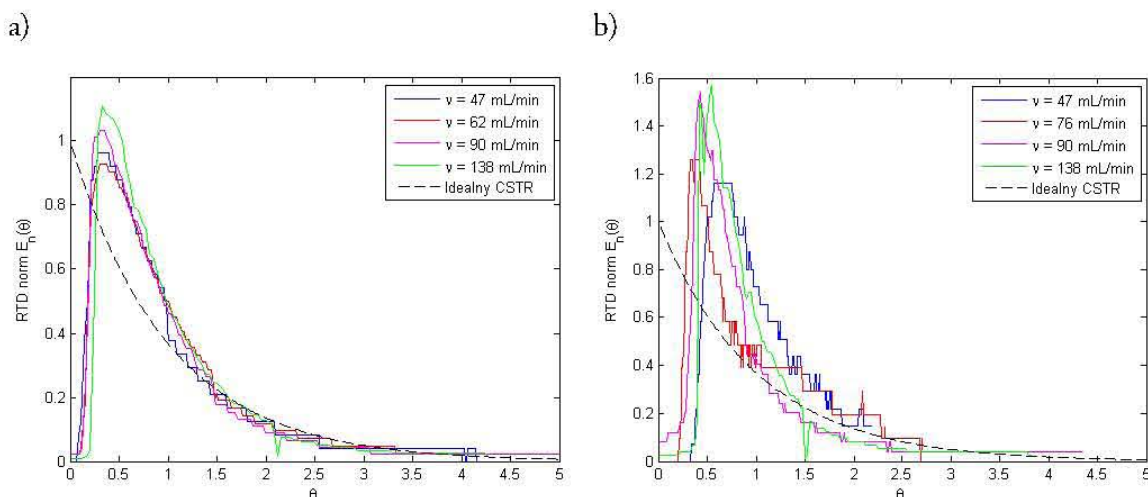 a)
RTD norm E_n(θ)
ν = 47 mL/min
ν = 62 mL/min
ν = 90 mL/min
ν = 138 mL/min
Idealny CSTR
1
0.8
0.6
0.4
0.2
0
0 0.5 1 1.5 2 2.5 3 3.5 4 4.5 5
θ
b)
RTD norm E_n(θ)
ν = 47 mL/min
ν = 76 mL/min
ν = 90 mL/min
ν = 138 mL/min
Idealny CSTR
1.6
1.4
1.2
1
0.8
0.6
0.4
0.2
0
0 0.5 1 1.5 2 2.5 3 3.5 4 4.5 5
θ